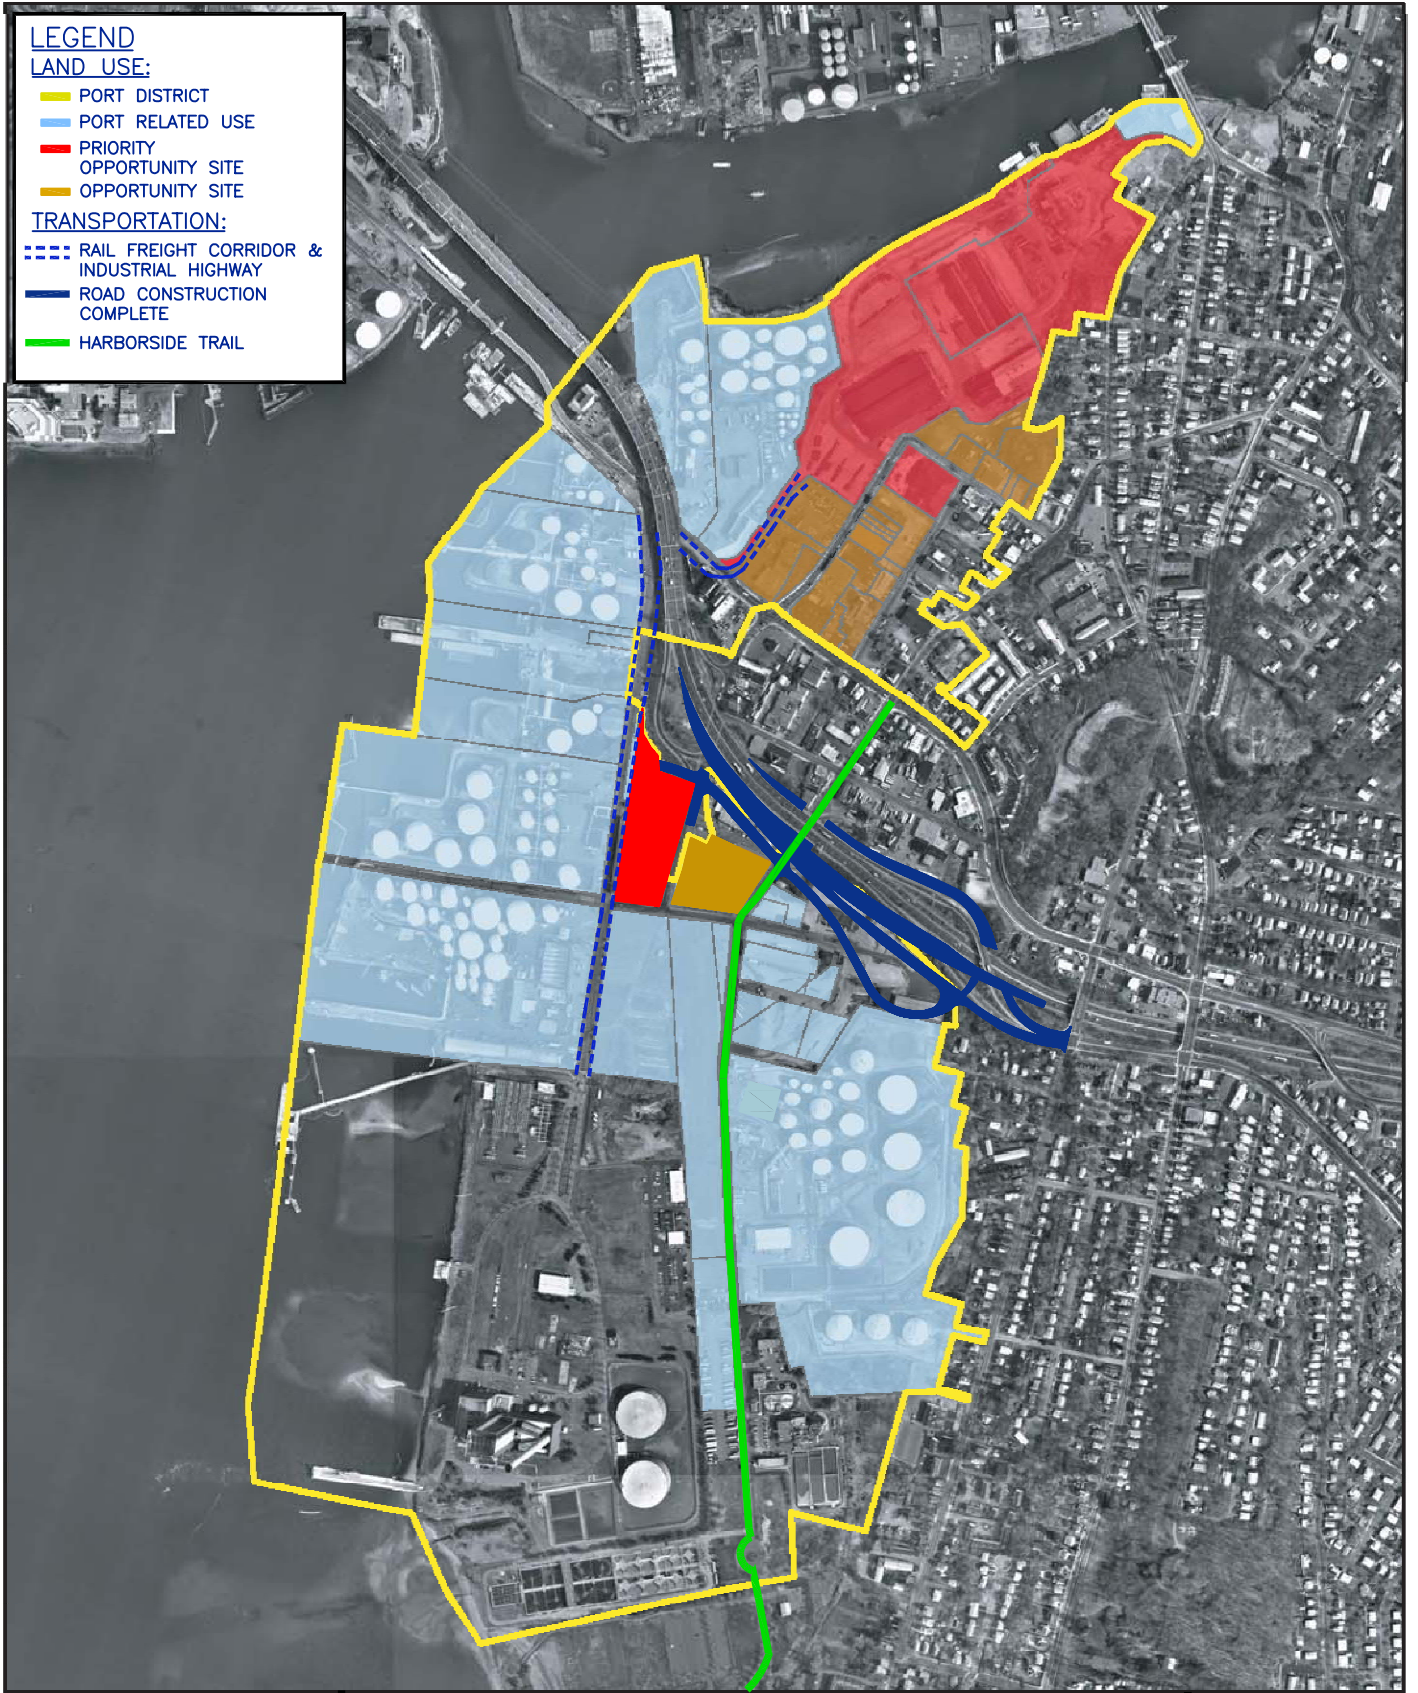 LEGEND
LAND USE:
PORT DISTRICT
PORT RELATED USE
PRIORITY
OPPORTUNITY SITE
OPPORTUNITY SITE
TRANSPORTATION:
RAIL FREIGHT CORRIDOR &
INDUSTRIAL HIGHWAY
ROAD CONSTRUCTION
COMPLETE
HARBORSIDE TRAIL